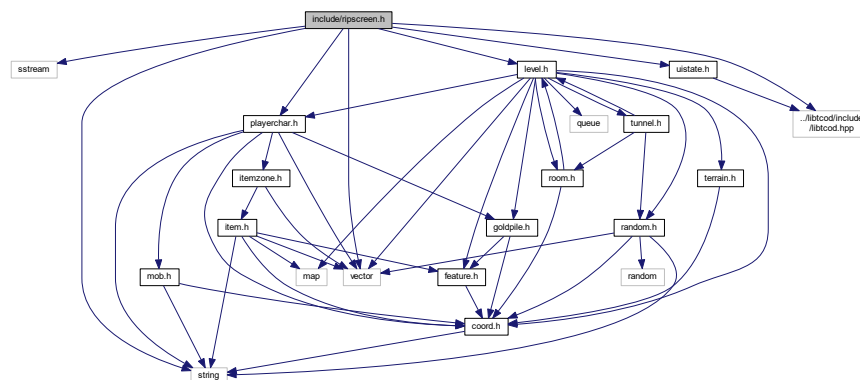 include/ripscreen.h
sstream
level.h
uistate.h
playerchar.h
queue
tunnel.h
../libtcod/include
/libtcod.hpp
itemzone.h
room.h
terrain.h
item.h
goldpile.h
random.h
mob.h
map
vector
feature.h
random
coord.h
string